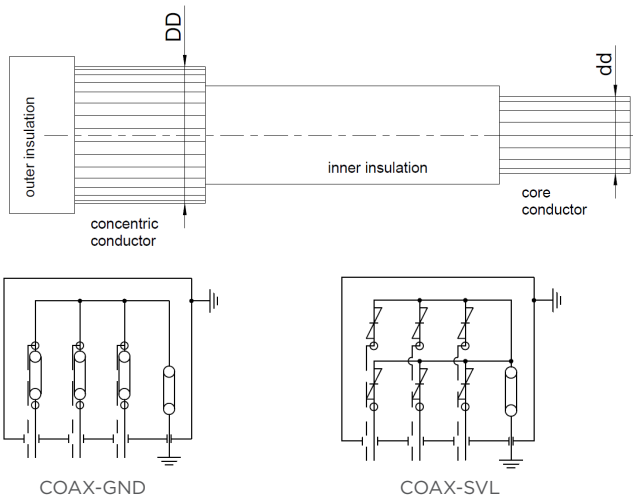 DD
dd
outer insulation
inner insulation
concentric
conductor
core
conductor
COAX-GND
COAX-SVL